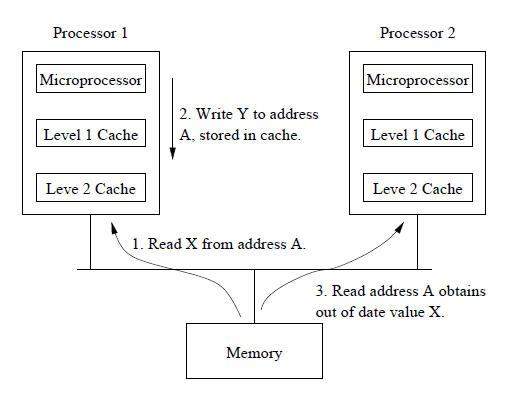 Processor 1
Processor 2
Microprocessor
Level 1 Cache
Leve 2 Cache
2. Write Y to address
A, stored in cache.
Microprocessor
Level 1 Cache
Leve 2 Cache
1. Read X from address A.
3. Read address A obtains
out of date value X.
Memory